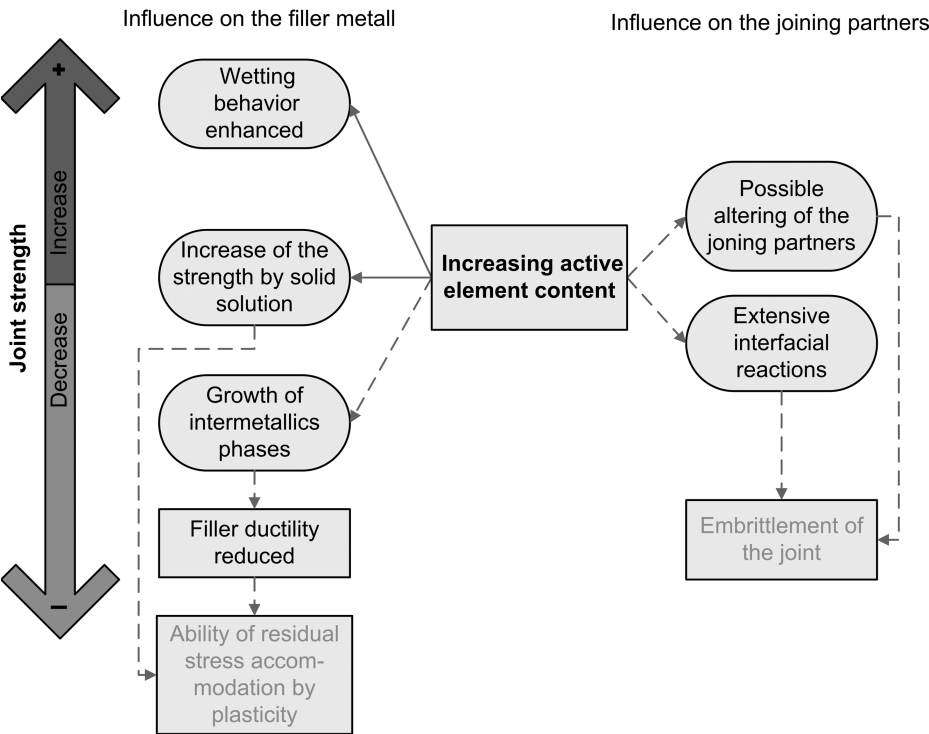 Influence on the filler metall
Influence on the joining partners
+
Increase
Joint strength
Decrease
–
Wetting
behavior
enhanced
Increase of the
strength by solid
solution
Growth of
intermetallics
phases
Filler ductility
reduced
Ability of residual
stress accom-
modation by
plasticity
Increasing active
element content
Possible
altering of the
joning partners
Extensive
interfacial
reactions
Embrittlement of
the joint